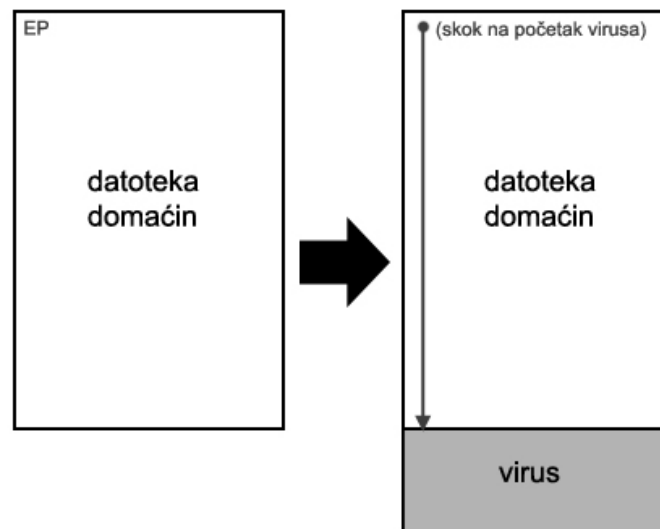 EP
datoteka
domaćin
(skok na početak virusa)
datoteka
domaćin
virus